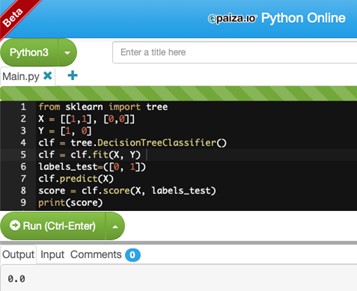 Beta
paiza.io Python Online
Python3
Enter a title here
Main.py
1 from sklearn import tree
2 X = [[1,1], [0,0]]
3 Y = [1, 0]
4 clf = tree.DecisionTreeClassifier()
5 clf = clf.fit(X, Y)
6 labels_test=([0, 1])
7 clf.predict(X)
8 score = clf.score(X, labels_test)
9 print(score)
Run (Ctrl-Enter)
Output Input Comments 0
0.0